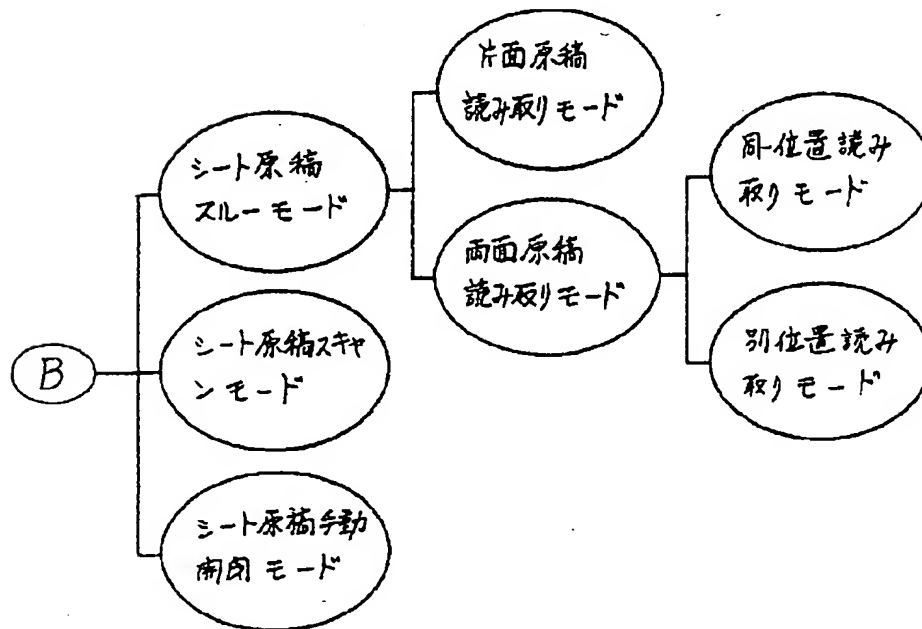 片面原稿
読み取りモード
シート原稿
スルーモード
同位置読み
取りモード
両面原稿
読み取りモード
B
シート原稿スキャ
ンモード
別位置読み
取りモード
シート原稿手動
開閉モード